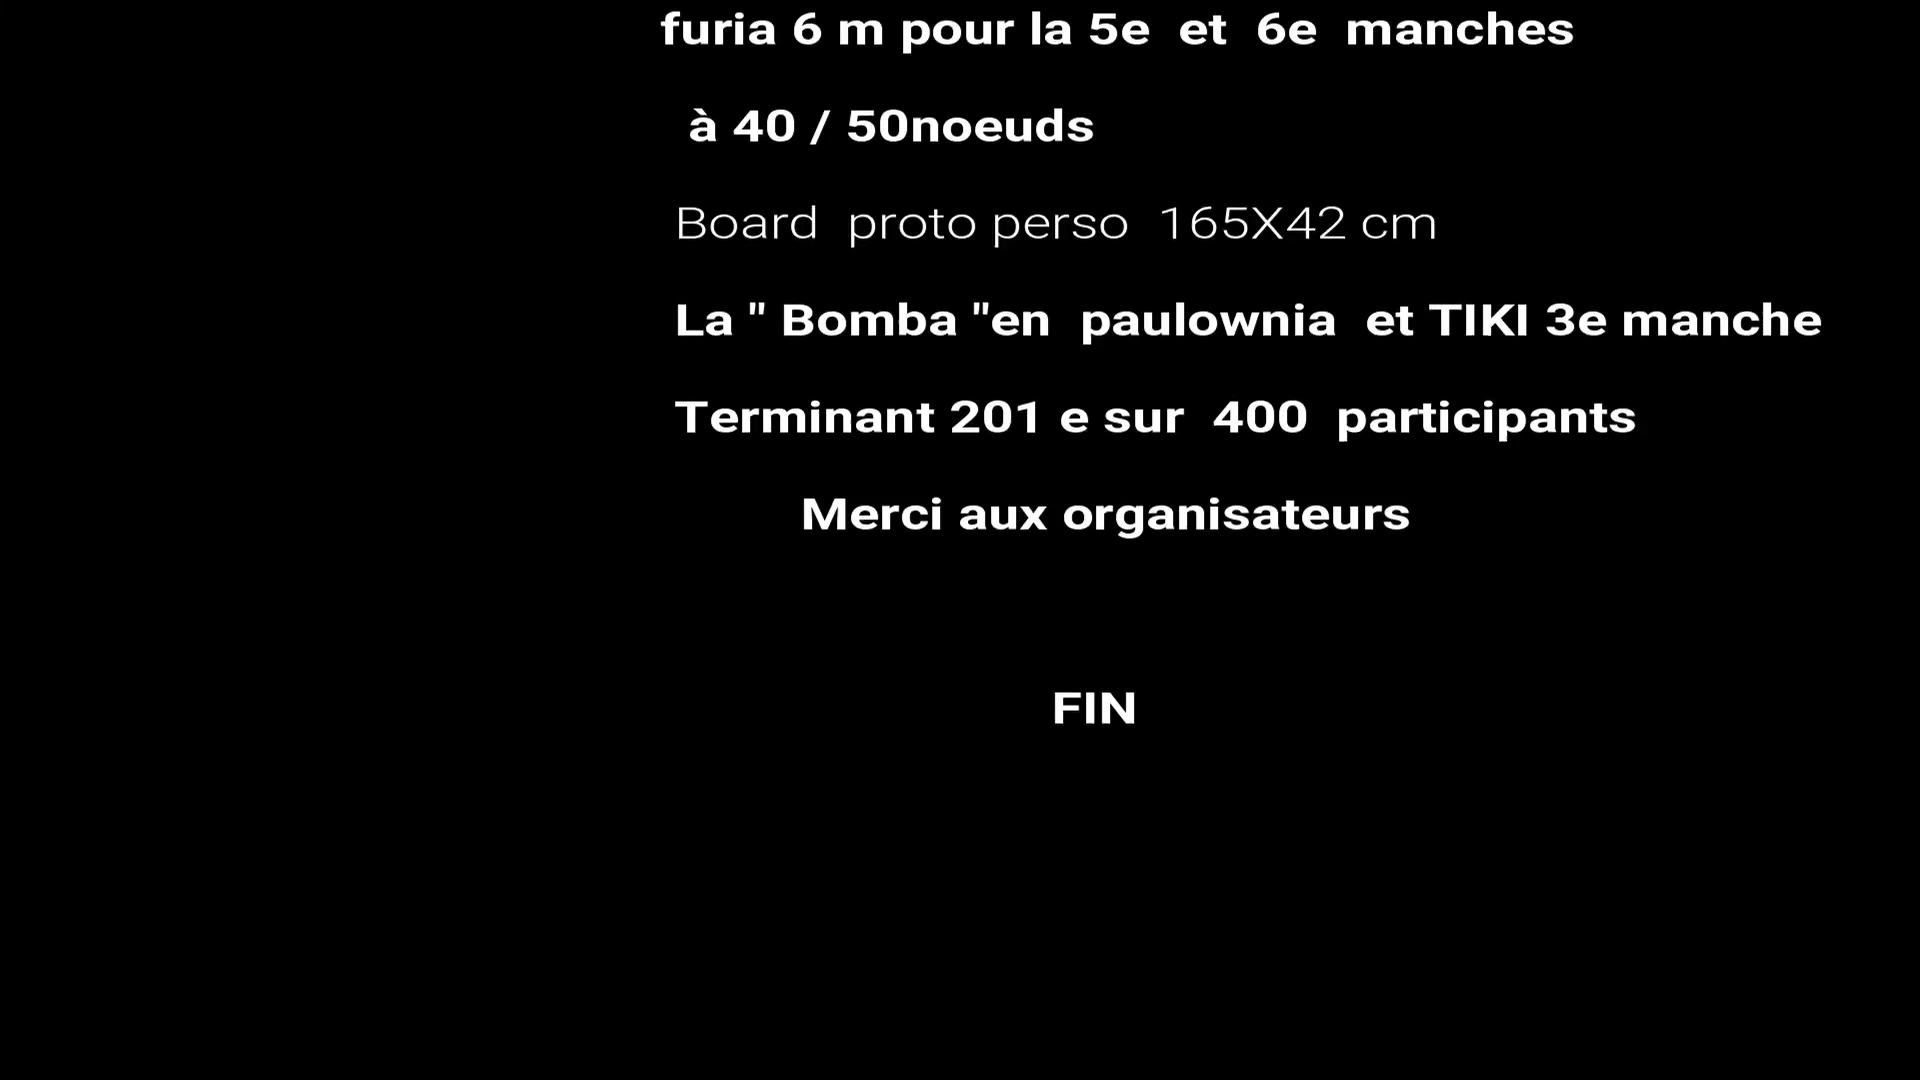 furia 6 m pour la 5e et 6e manches
à 40 / 50noeuds
Board proto perso 165X42 cm
La " Bomba "en paulownia et TIKI 3e manche
Terminant 201 e sur 400 participants
Merci aux organisateurs
FIN